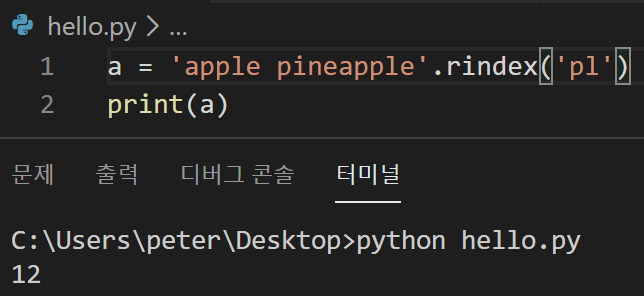 hello.py > ...
1 a = 'apple pineapple'.rindex('pl')
2 print(a)
문제 출력 디버그 콘솔 터미널
C:\Users\peter\Desktop>python hello.py
12